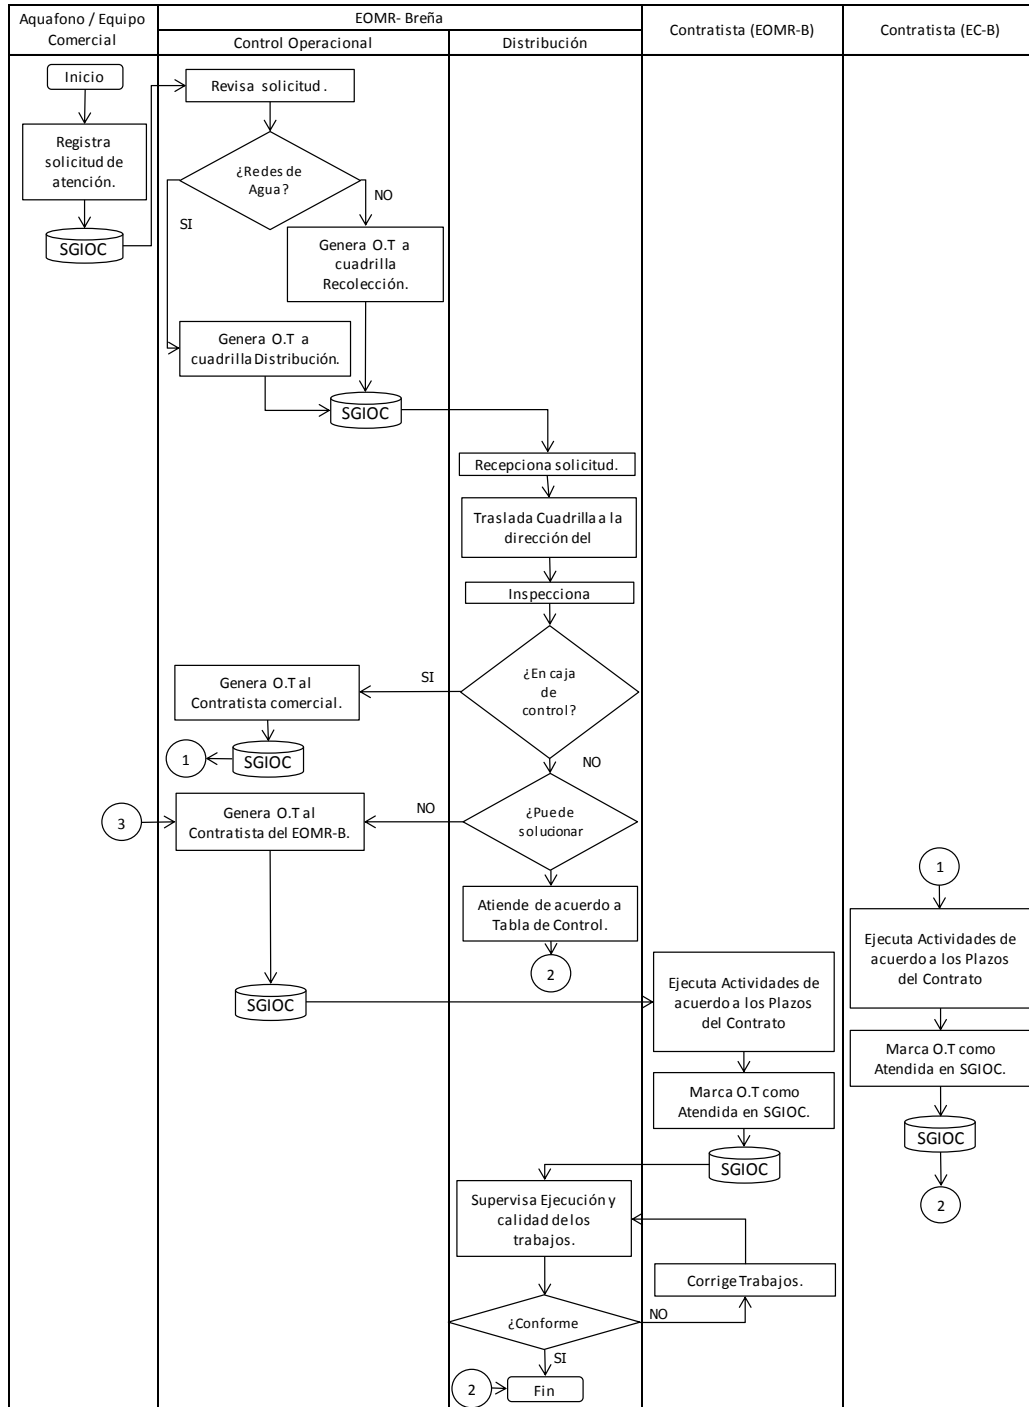 Aquafono / Equipo
Comercial
EOMR- Breña
Control Operacional
Distribución
Contratista (EOMR-B)
Contratista (EC-B)
Inicio
Registra
solicitud de
atención.
SGIOC
Revisa solicitud.
¿Redes de
Agua?
SI
NO
Genera O.T a
cuadrilla
Recolección.
Genera O.T a
cuadrilla Distribución.
SGIOC
Recepciona solicitud.
Traslada Cuadrilla a la
dirección del
Inspecciona
¿En caja
de
control?
SI
NO
Genera O.T al
Contratista comercial.
SGIOC
1
¿Puede
solucionar
NO
3
Genera O.T al
Contratista del EOMR-B.
Atiende de acuerdo a
Tabla de Control.
2
SGIOC
Ejecuta Actividades de
acuerdo a los Plazos
del Contrato
Marca O.T como
Atendida en SGIOC.
SGIOC
1
Ejecuta Actividades de
acuerdo a los Plazos
del Contrato
Marca O.T como
Atendida en SGIOC.
SGIOC
2
Supervisa Ejecución y
calidad de los
trabajos.
Corrige Trabajos.
¿Conforme
NO
SI
2
Fin